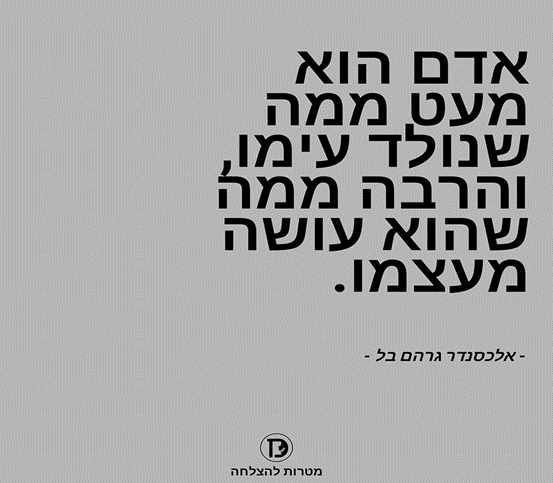 אדם הוא
מעט ממה
שנולד עימו,
והרבה ממה
שהוא עושה
מעצמו.
- אלכסנדר גרהם בל -
מטרות להצלחה